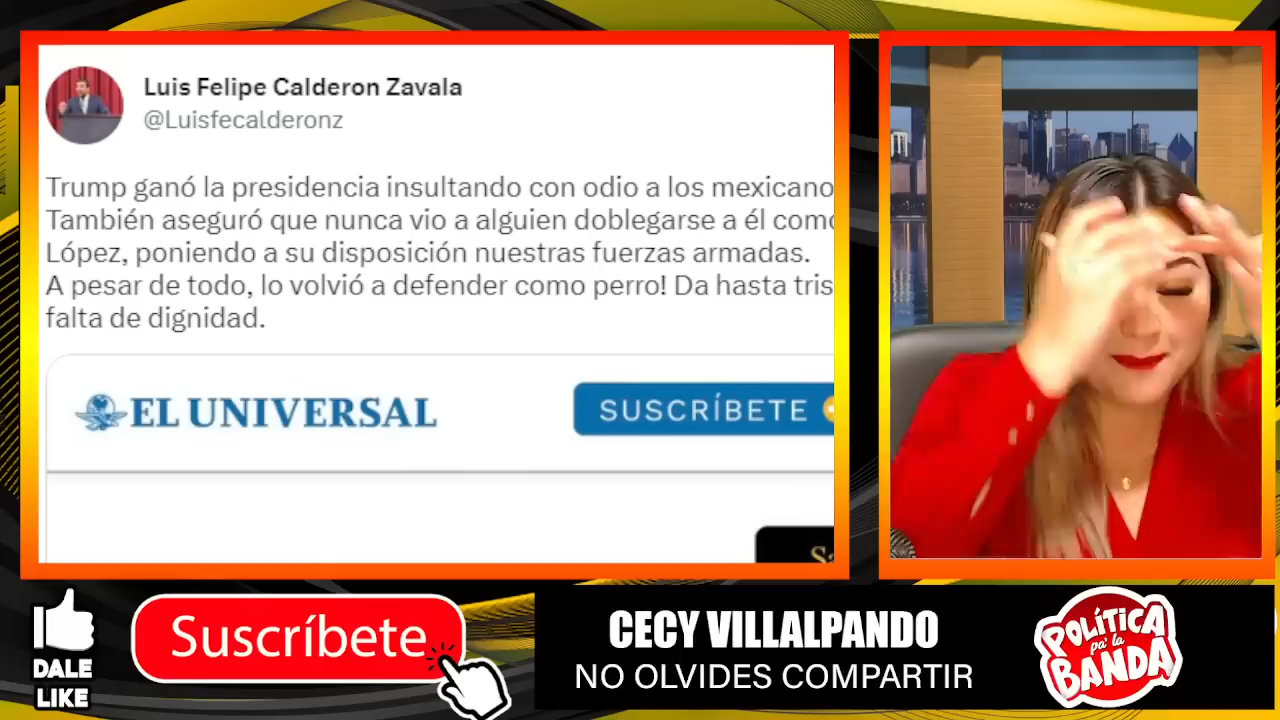 Luis Felipe Calderon Zavala
@Luisfecalderonz
Trump ganó la presidencia insultando con odio a los mexicano
También aseguró que nunca vio a alguien doblegarse a él como
López, poniendo a su disposición nuestras fuerzas armadas.
A pesar de todo, lo volvió a defender como perro! Da hasta tris
falta de dignidad.
EL UNIVERSAL
SUSCRÍBETE
DALE
LIKE
Suscríbete
CECY VILLALPANDO
NO OLVIDES COMPARTIR
POLÍTICA
pa' la
BANDA